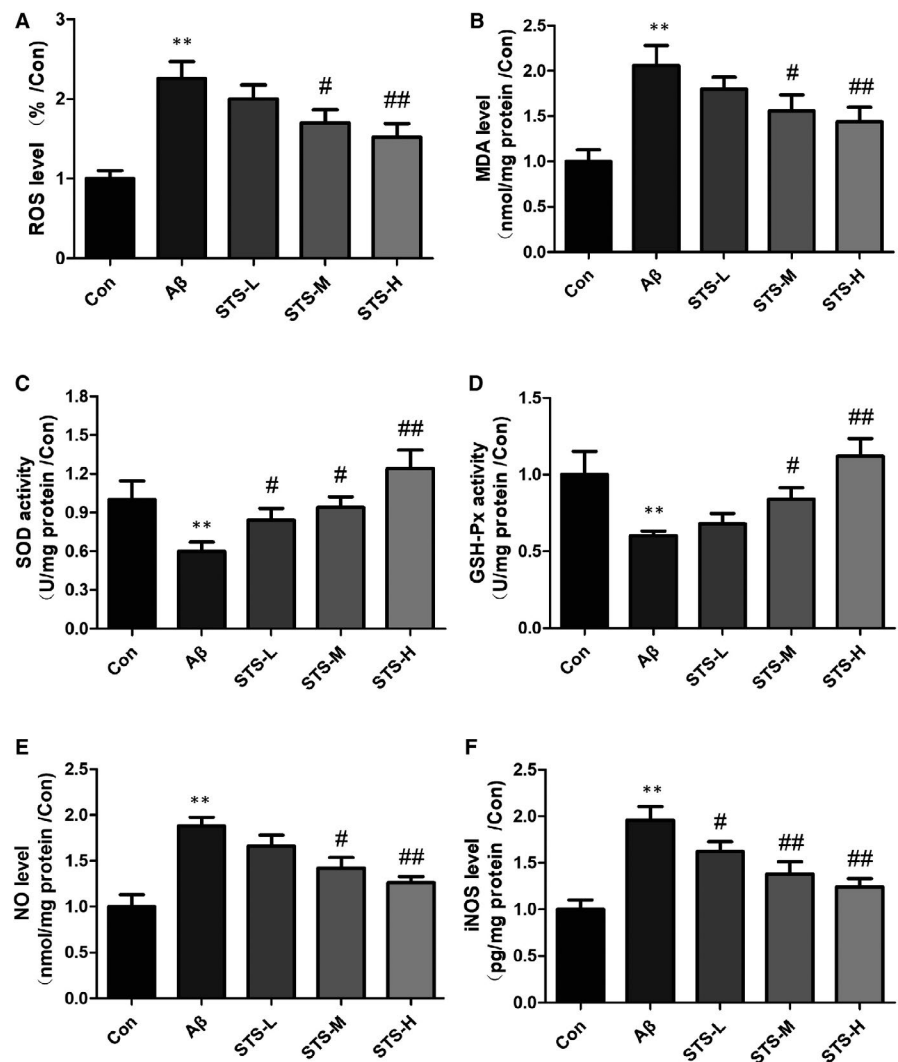 A
ROS level （% /Con)
3
2
1
0
**
#
##
Con
Aβ
STS-L
STS-M
STS-H
B
MDA level
（nmol/mg protein /Con)
2.5
2.0
1.5
1.0
0.5
0.0
**
#
##
Con
Aβ
STS-L
STS-M
STS-H
C
SOD activity
（U/mg protein /Con)
1.8
1.5
1.2
0.9
0.6
0.3
0.0
**
#
#
##
Con
Aβ
STS-L
STS-M
STS-H
D
GSH-Px activity
（U/mg protein /Con)
1.5
1.0
0.5
0.0
**
#
##
Con
Aβ
STS-L
STS-M
STS-H
E
NO level
（nmol/mg protein /Con)
2.5
2.0
1.5
1.0
0.5
0.0
**
#
##
Con
Aβ
STS-L
STS-M
STS-H
F
iNOS level
（pg/mg protein /Con)
2.5
2.0
1.5
1.0
0.5
0.0
**
#
##
##
Con
Aβ
STS-L
STS-M
STS-H